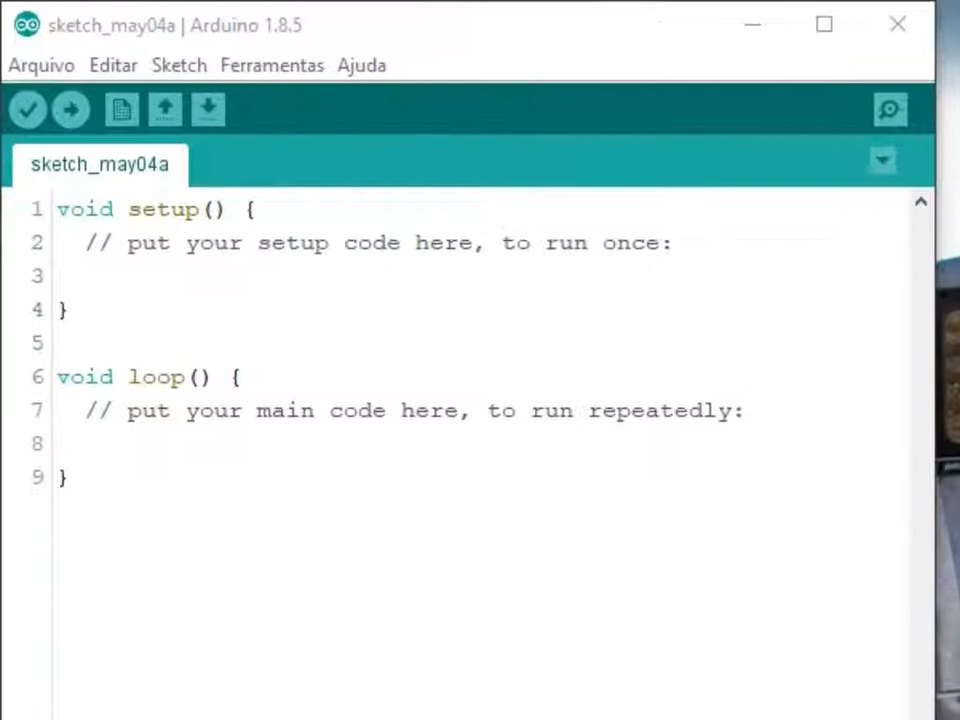 sketch_may04a | Arduino 1.8.5
Arquivo Editar Sketch Ferramentas Ajuda
sketch_may04a
1 void setup() {
2   // put your setup code here, to run once:
3
4 }
5
6 void loop() {
7   // put your main code here, to run repeatedly:
8
9 }